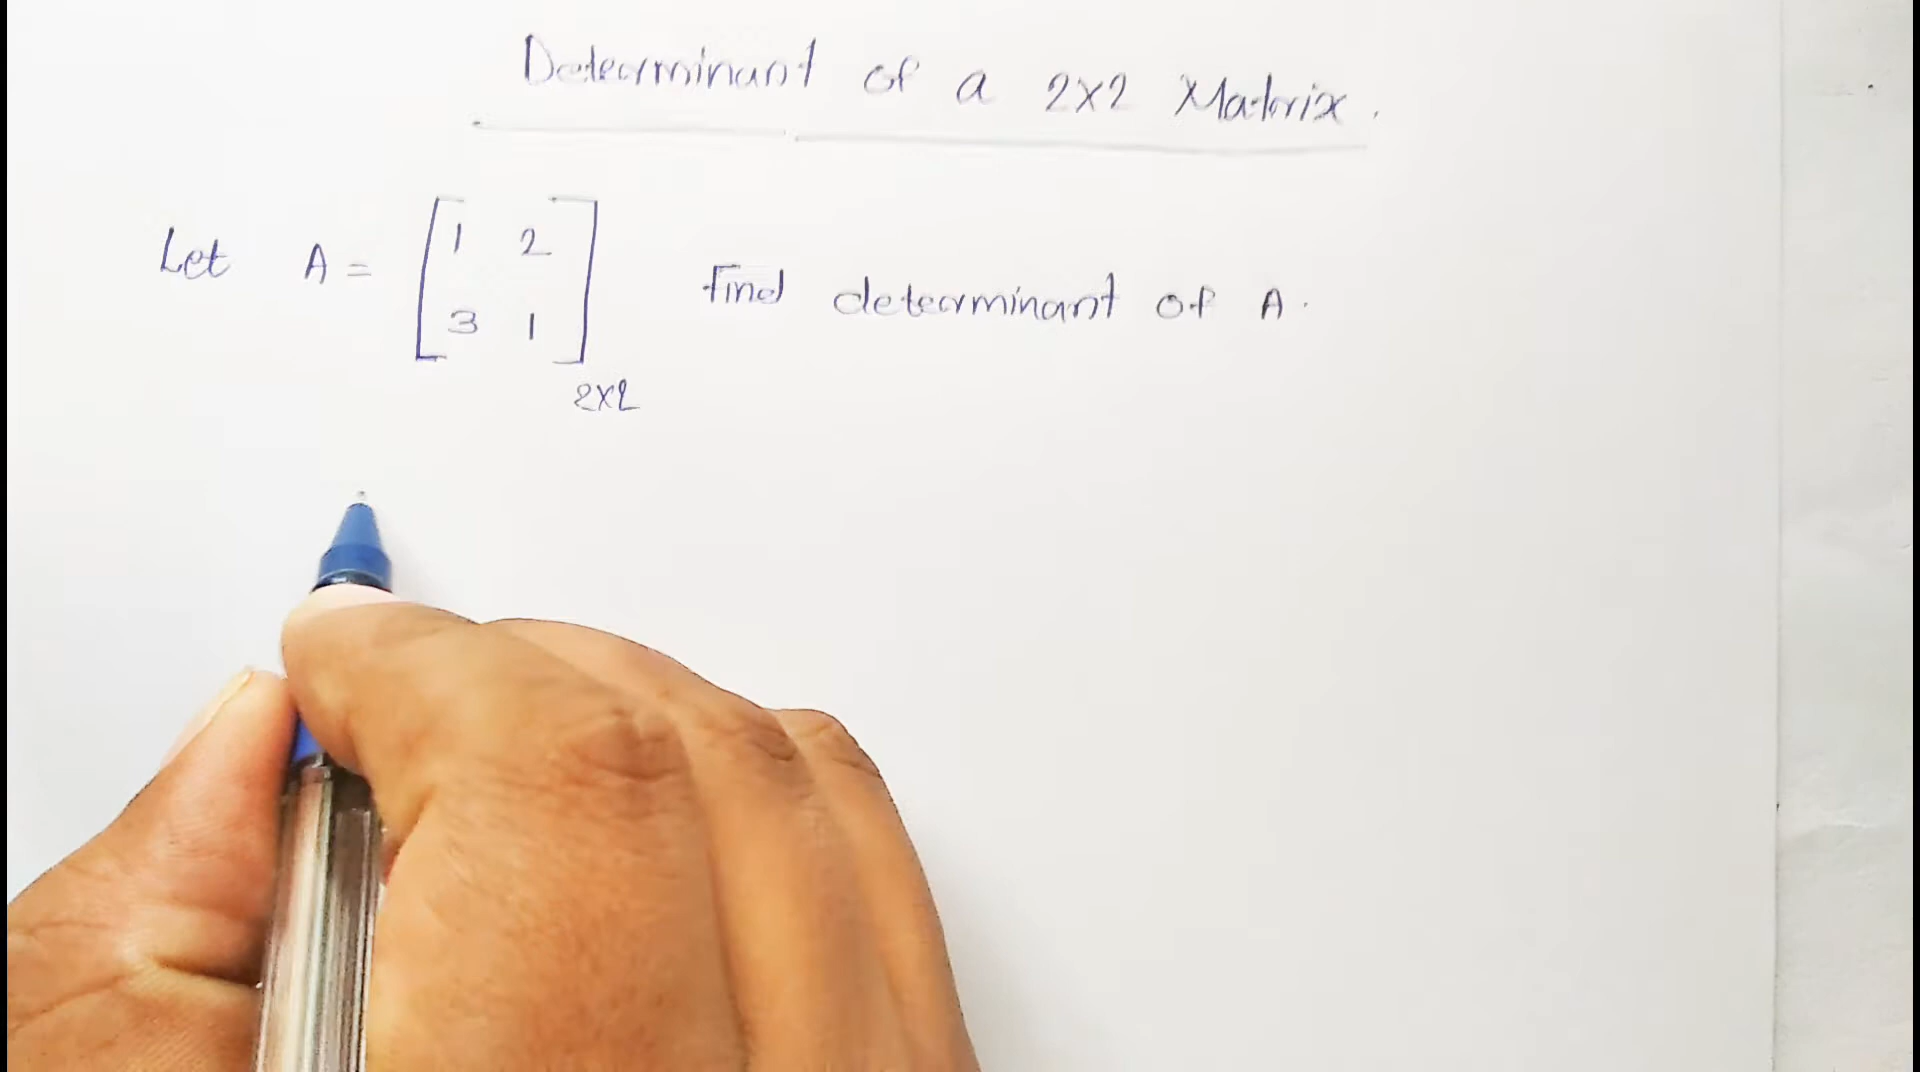 Determinant of a 2x2 Matrix.
Let A = [1 2
3 1] 2x2 find determinant of A.